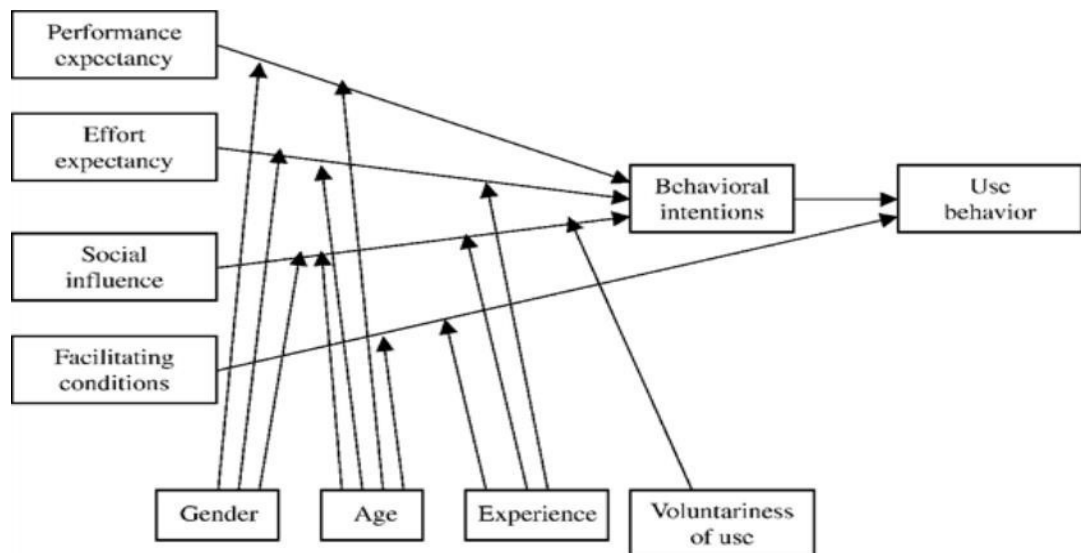 Performance
expectancy
Effort
expectancy
Social
influence
Facilitating
conditions
Behavioral
intentions
Use
behavior
Gender
Age
Experience
Voluntariness
of use